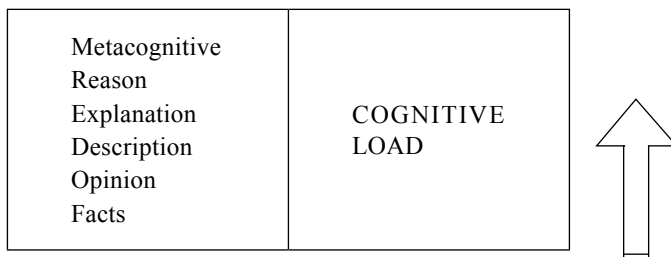 Metacognitive
Reason
Explanation
Description
Opinion
Facts
COGNITIVE
LOAD